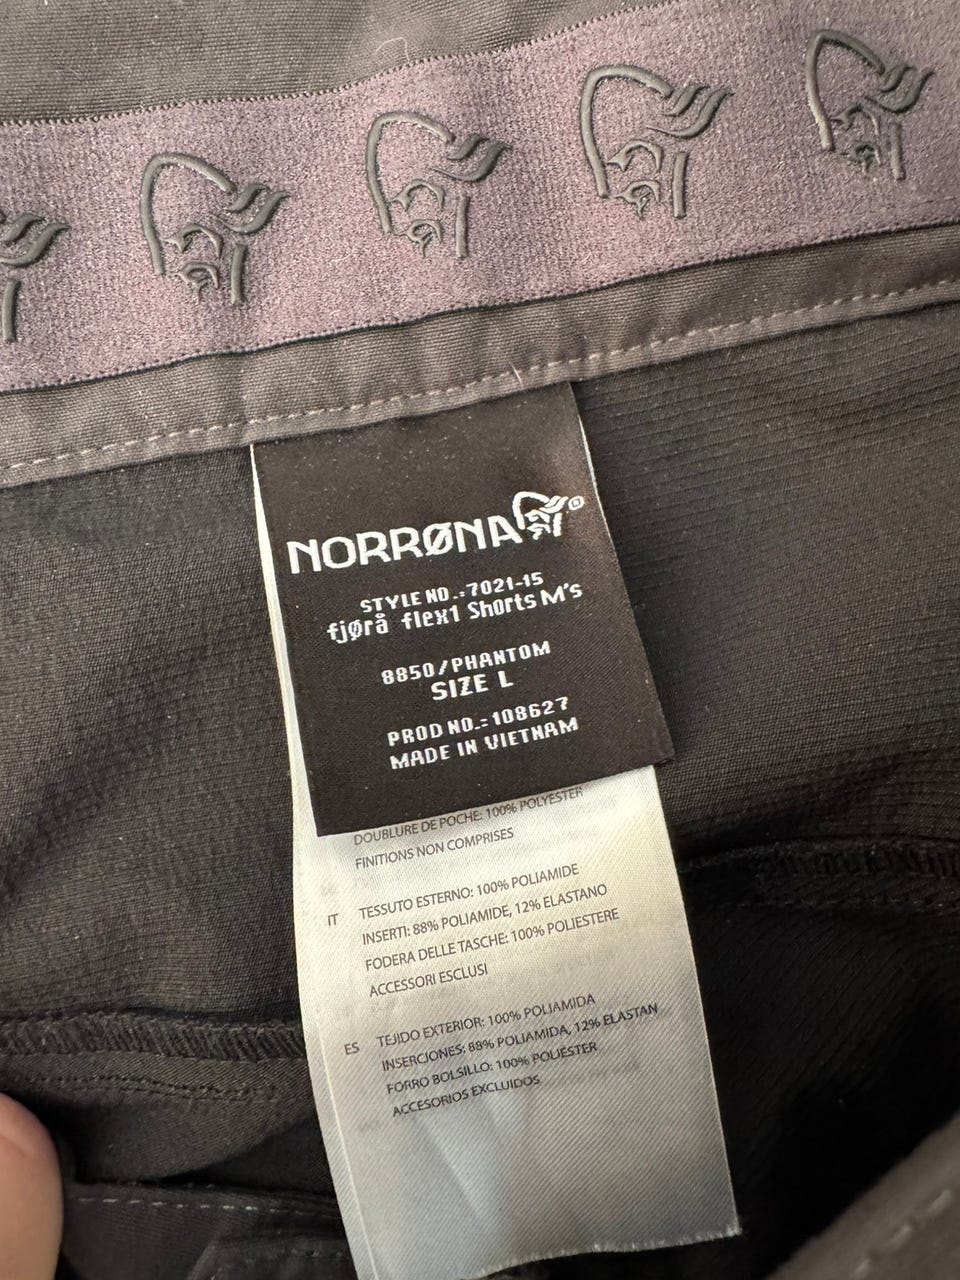 NORRØNA®
STYLE NO.:7021-15
fjørå flex1 Shorts M's
8850/PHANTOM
SIZE L
PROD NO.:108627
MADE IN VIETNAM
DOUBLURE DE POCHE: 100% POLYESTER
FINITIONS NON COMPRISES
IT TESSUTO ESTERNO: 100% POLIAMIDE
INSERTI: 88% POLIAMIDE, 12% ELASTANO
FODERA DELLE TASCHE: 100% POLIESTERE
ACCESSORI ESCLUSI
ES TEJIDO EXTERIOR: 100% POLIAMIDA
INSERCIONES: 88% POLIAMIDA, 12% ELASTAN
FORRO BOLSILLO: 100% POLIÉSTER
ACCESORIOS EXCLUIDOS